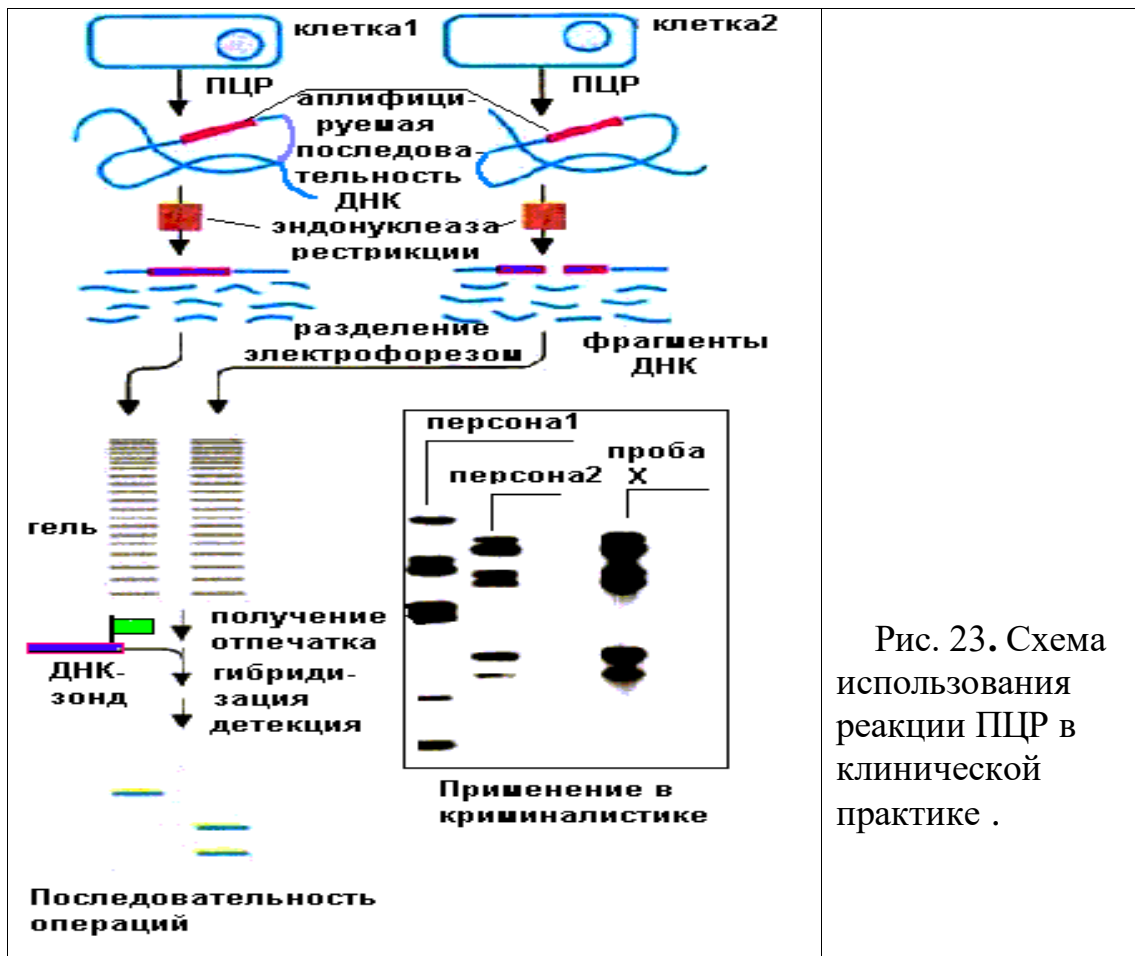 клетка1
клетка2
ПЦР
ПЦР
аплифици-
руемая
последова-
тельность
ДНК
эндонуклеаза
рестрикции
разделение
электрофорезом
фрагменты
ДНК
гель
персона1
персона2
проба
X
получение
отпечатка
ДНК-
зонд
гибриди-
зация
детекция
Применение в
криминалистике
Последовательность
операций
Рис. 23. Схема
использования
реакции ПЦР в
клинической
практике .